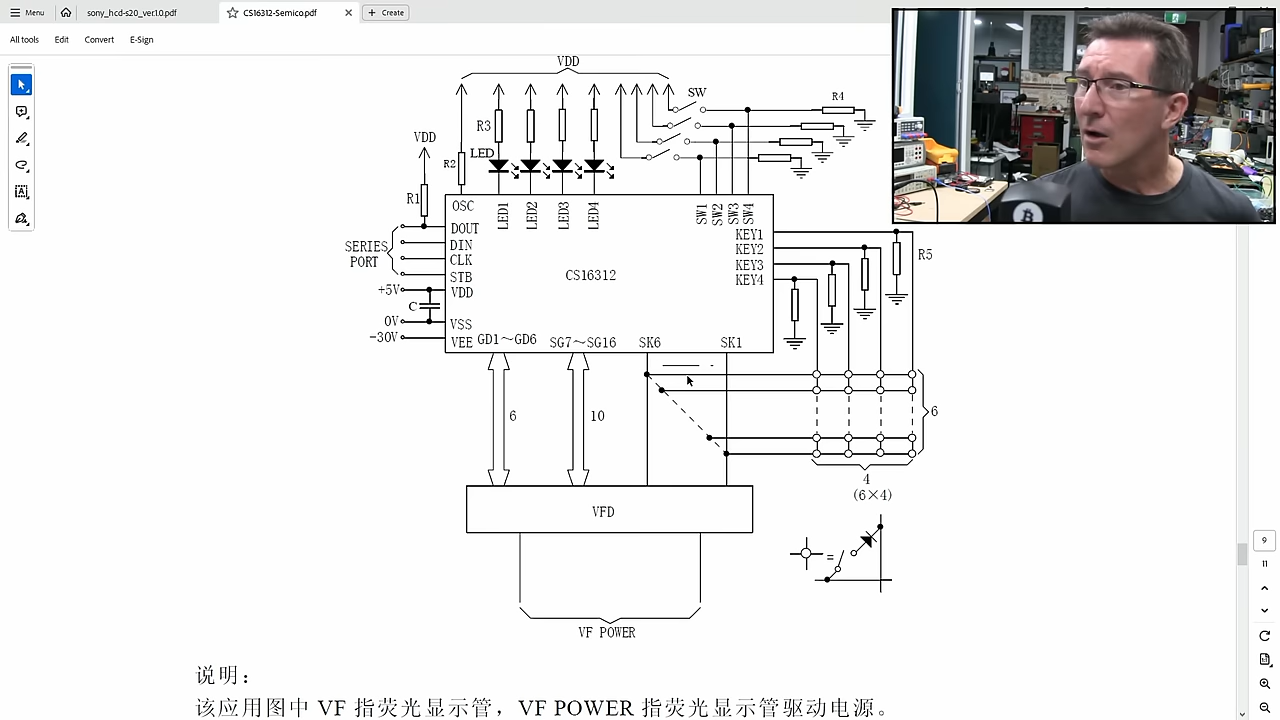 Menu
sony_hcd-s20_ver.1.0.pdf
CS16312-Semico.pdf
Create
All tools
Edit
Convert
E-Sign
VDD
SW
R4
VDD
R3
LED
R2
R1
OSC
LED1
LED2
LED3
LED4
SW1
SW2
SW3
SW4
DOUT
KEY1
R5
SERIES
PORT
DIN
KEY2
CLK
KEY3
STB
CS16312
KEY4
+5V
VDD
C
0V
VSS
-30V
VEE
GD1～GD6
SG7～SG16
SK6
SK1
6
10
6
4
(6×4)
VFD
=
VF POWER
9
11
说明：
该应用图中 VF 指荧光显示管，VF POWER 指荧光显示管驱动电源。